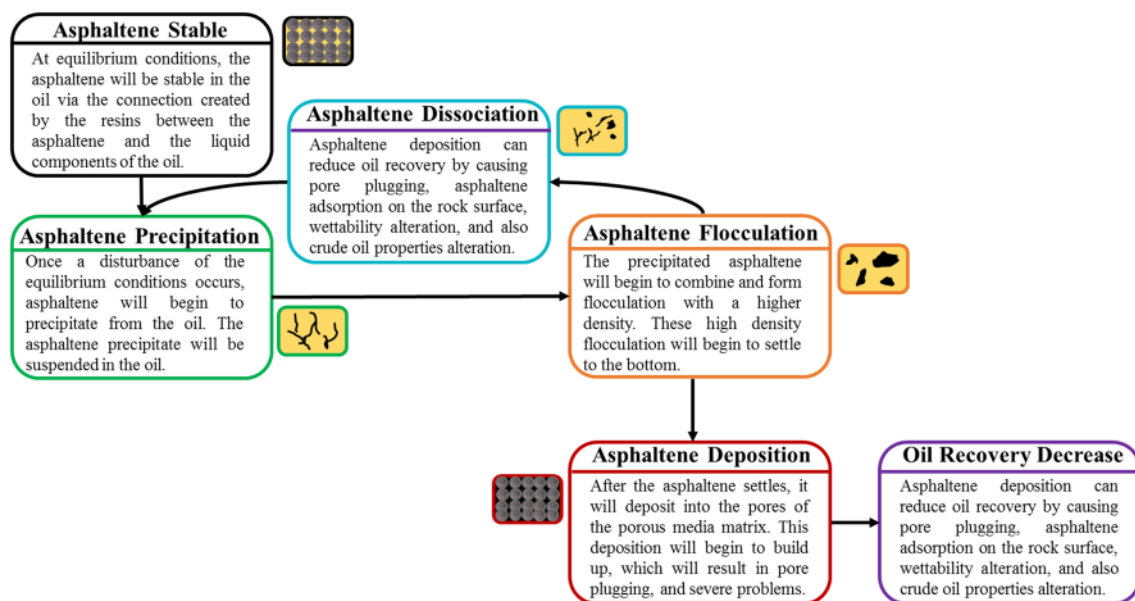 Asphaltene Stable
At equilibrium conditions, the
asphaltene will be stable in the
oil via the connection created
by the resins between the
asphaltene and the liquid
components of the oil.
Asphaltene Dissociation
Asphaltene deposition can
reduce oil recovery by causing
pore plugging, asphaltene
adsorption on the rock surface,
wettability alteration, and also
crude oil properties alteration.
Asphaltene Precipitation
Once a disturbance of the
equilibrium conditions occurs,
asphaltene will begin to
precipitate from the oil. The
asphaltene precipitate will be
suspended in the oil.
Asphaltene Flocculation
The precipitated asphaltene
will begin to combine and form
flocculation with a higher
density. These high density
flocculation will begin to settle
to the bottom.
Asphaltene Deposition
After the asphaltene settles, it
will deposit into the pores of
the porous media matrix. This
deposition will begin to build
up, which will result in pore
plugging, and severe problems.
Oil Recovery Decrease
Asphaltene deposition can
reduce oil recovery by causing
pore plugging, asphaltene
adsorption on the rock surface,
wettability alteration, and also
crude oil properties alteration.